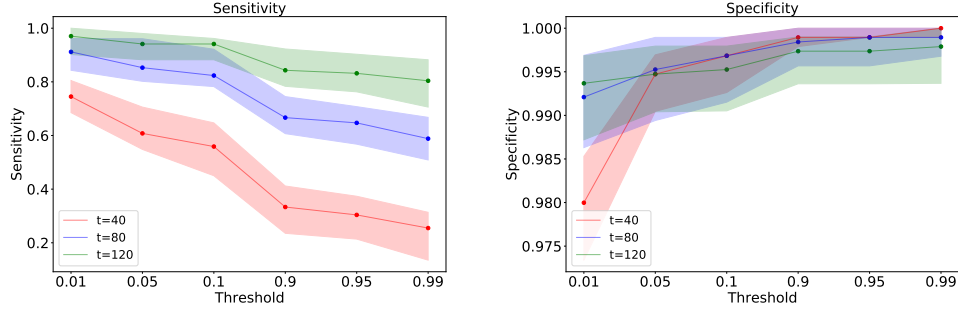 Sensitivity
1.0
0.8
0.6
0.4
0.2
Sensitivity
t=40
t=80
t=120
0.01 0.05 0.1 0.9 0.95 0.99
Threshold
Specificity
1.000
0.995
0.990
0.985
0.980
0.975
Specificity
t=40
t=80
t=120
0.01 0.05 0.1 0.9 0.95 0.99
Threshold